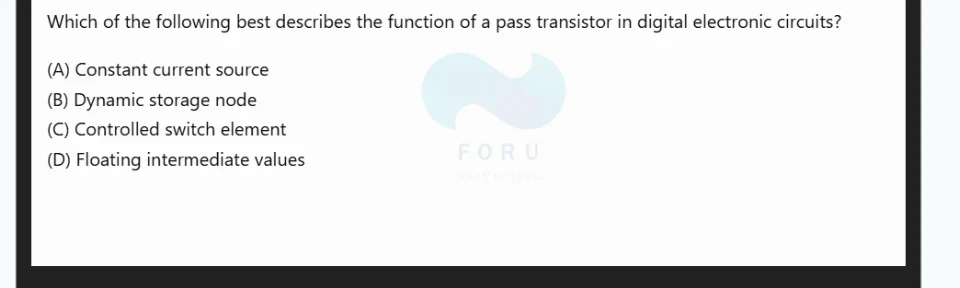 Which of the following best describes the function of a pass transistor in digital electronic circuits?
(A) Constant current source
(B) Dynamic storage node
(C) Controlled switch element
(D) Floating intermediate values
FORU